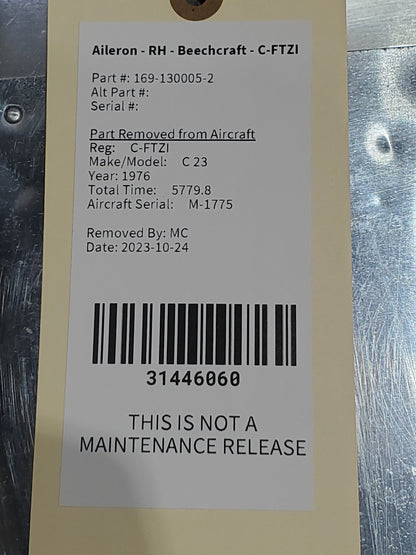 Aileron - RH - Beechcraft - C-FTZI
Part #: 169-130005-2
Alt Part #:
Serial #:
Part Removed from Aircraft
Reg: C-FTZI
Make/Model: C 23
Year: 1976
Total Time: 5779.8
Aircraft Serial: M-1775
Removed By: MC
Date: 2023-10-24
31446060
THIS IS NOT A
MAINTENANCE RELEASE